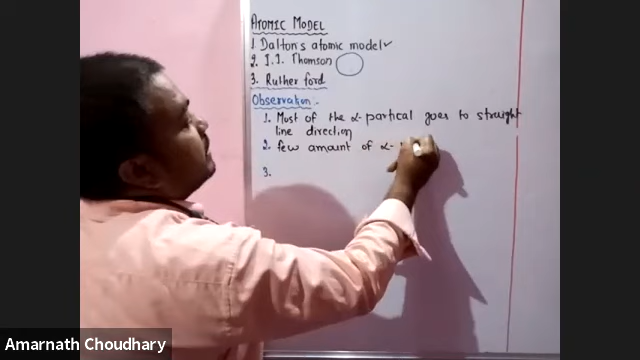 ATOMIC MODEL
1. Dalton's atomic model✓
2. J.J. Thomson
3. Ruther ford
Observation:-
1. Most of the α- partical goes to straight
line direction
2. few amount of α-
3.
Amarnath Choudhary